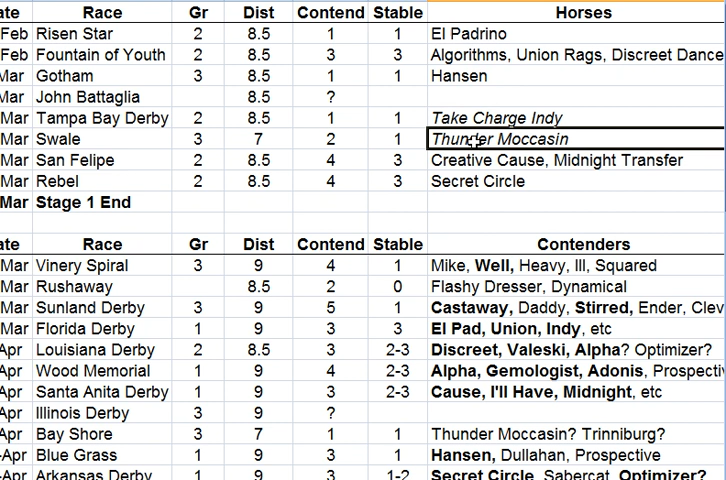 ate Race Gr Dist Contend Stable Horses
Feb Risen Star 2 8.5 1 1 El Padrino
Feb Fountain of Youth 2 8.5 3 3 Algorithms, Union Rags, Discreet Dance
Mar Gotham 3 8.5 1 1 Hansen
Mar John Battaglia 8.5 ?
Mar Tampa Bay Derby 2 8.5 1 1 Take Charge Indy
Mar Swale 3 7 2 1 Thunder Moccasin
Mar San Felipe 2 8.5 4 3 Creative Cause, Midnight Transfer
Mar Rebel 2 8.5 4 3 Secret Circle
Mar Stage 1 End
ate Race Gr Dist Contend Stable Contenders
Mar Vinery Spiral 3 9 4 1 Mike, Well, Heavy, Ill, Squared
Mar Rushaway 8.5 2 0 Flashy Dresser, Dynamical
Mar Sunland Derby 3 9 5 1 Castaway, Daddy, Stirred, Ender, Clev
Mar Florida Derby 1 9 3 3 El Pad, Union, Indy, etc
Apr Louisiana Derby 2 8.5 3 2-3 Discreet, Valeski, Alpha? Optimizer?
Apr Wood Memorial 1 9 4 2-3 Alpha, Gemologist, Adonis, Prospectiv
Apr Santa Anita Derby 1 9 3 2-3 Cause, I'll Have, Midnight, etc
Apr Illinois Derby 3 9 ?
Apr Bay Shore 3 7 1 1 Thunder Moccasin? Trinniburg?
-Apr Blue Grass 1 9 3 1 Hansen, Dullahan, Prospective
-Apr Arkansas Derby 1 9 3 1-2 Secret Circle, Sabercat, Optimizer?